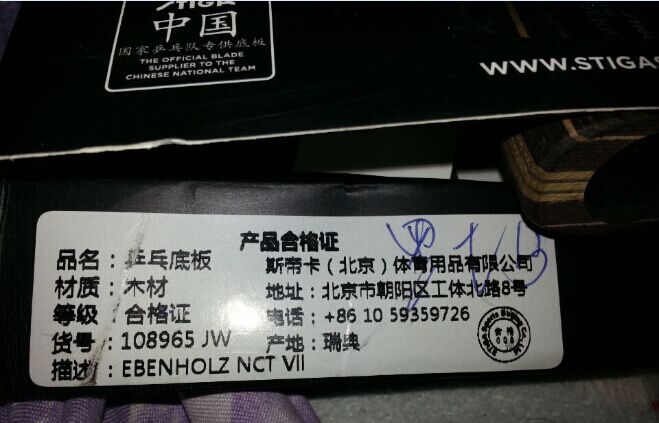 STIGA
中国
国家乒乓队专供底板
THE OFFICIAL BLADE
SUPPLIER TO THE
CHINESE NATIONAL TEAM
WWW.STIGAS
产品合格证
品名：乒乓底板
斯帝卡（北京）体育用品有限公司
材质：木材
地址：北京市朝阳区工体北路8号
等级：合格证
电话：+86 10 59359726
货号：108965 JW
产地：瑞典
描述：EBENHOLZ NCT VII
合格